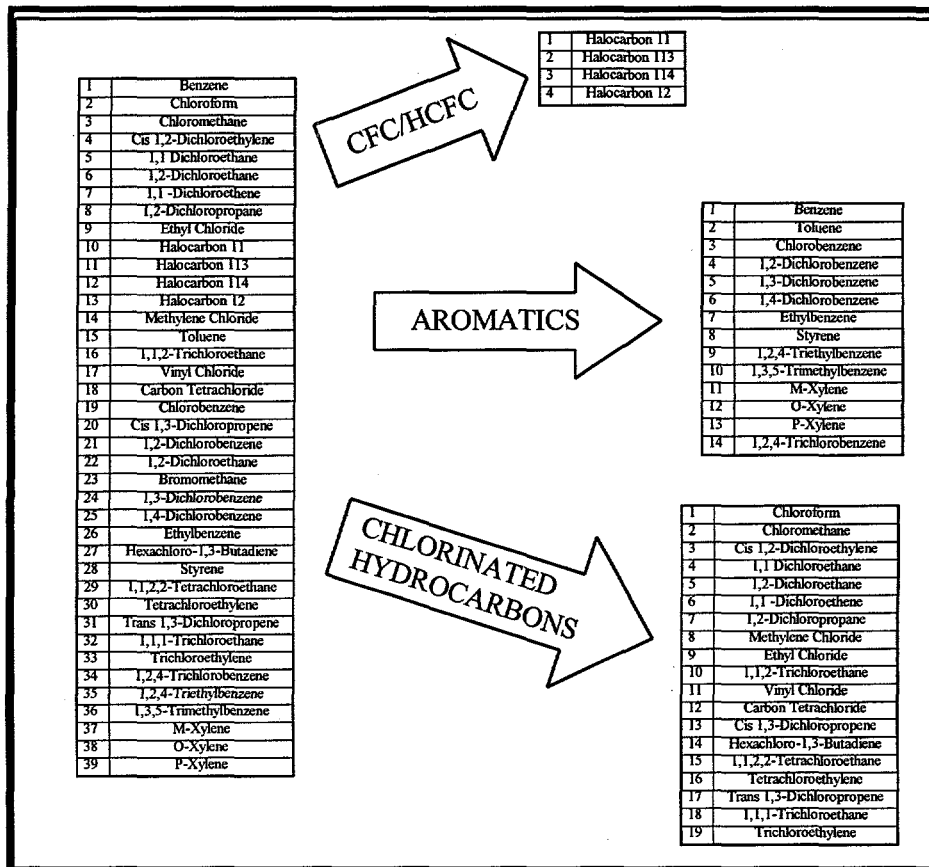 1 Benzene
2 Chloroform
3 Chloromethane
4 Cis 1,2-Dichloroethylene
5 1,1 Dichloroethane
6 1,2-Dichloroethane
7 1,1 -Dichloroethene
8 1,2-Dichloropropane
9 Ethyl Chloride
10 Halocarbon 11
11 Halocarbon 113
12 Halocarbon 114
13 Halocarbon 12
14 Methylene Chloride
15 Toluene
16 1,1,2-Trichloroethane
17 Vinyl Chloride
18 Carbon Tetrachloride
19 Chlorobenzene
20 Cis 1,3-Dichloropropene
21 1,2-Dichlorobenzene
22 1,2-Dichloroethane
23 Bromomethane
24 1,3-Dichlorobenzene
25 1,4-Dichlorobenzene
26 Ethylbenzene
27 Hexachloro-1,3-Butadiene
28 Styrene
29 1,1,2,2-Tetrachloroethane
30 Tetrachloroethylene
31 Trans 1,3-Dichloropropene
32 1,1,1-Trichloroethane
33 Trichloroethylene
34 1,2,4-Trichlorobenzene
35 1,2,4-Triethylbenzene
36 1,3,5-Trimethylbenzene
37 M-Xylene
38 O-Xylene
39 P-Xylene
CFC/HCFC
1 Halocarbon 11
2 Halocarbon 113
3 Halocarbon 114
4 Halocarbon 12
AROMATICS
1 Benzene
2 Toluene
3 Chlorobenzene
4 1,2-Dichlorobenzene
5 1,3-Dichlorobenzene
6 1,4-Dichlorobenzene
7 Ethylbenzene
8 Styrene
9 1,2,4-Triethylbenzene
10 1,3,5-Trimethylbenzene
11 M-Xylene
12 O-Xylene
13 P-Xylene
14 1,2,4-Trichlorobenzene
CHLORINATED
HYDROCARBONS
1 Chloroform
2 Chloromethane
3 Cis 1,2-Dichloroethylene
4 1,1 Dichloroethane
5 1,2-Dichloroethane
6 1,1 -Dichloroethene
7 1,2-Dichloropropane
8 Methylene Chloride
9 Ethyl Chloride
10 1,1,2-Trichloroethane
11 Vinyl Chloride
12 Carbon Tetrachloride
13 Cis 1,3-Dichloropropene
14 Hexachloro-1,3-Butadiene
15 1,1,2,2-Tetrachloroethane
16 Tetrachloroethylene
17 Trans 1,3-Dichloropropene
18 1,1,1-Trichloroethane
19 Trichloroethylene